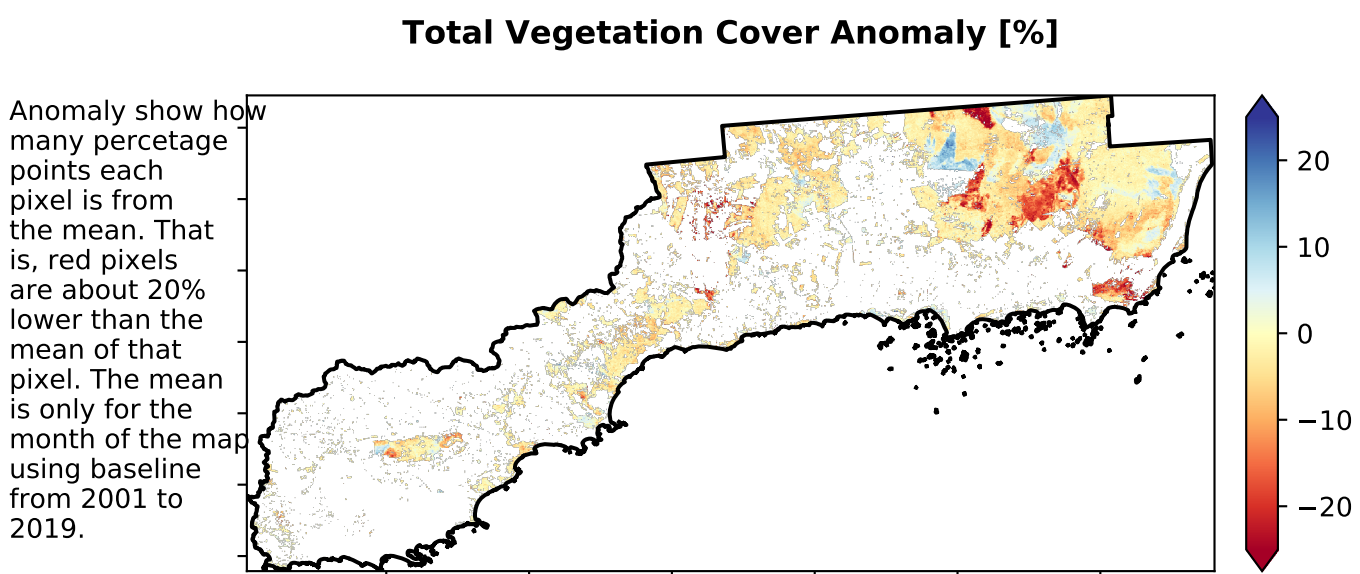 Total Vegetation Cover Anomaly [%]
Anomaly show how
many percetage
points each
pixel is from
the mean. That
is, red pixels
are about 20%
lower than the
mean of that
pixel. The mean
is only for the
month of the map
using baseline
from 2001 to
2019.
20
10
0
−10
−20